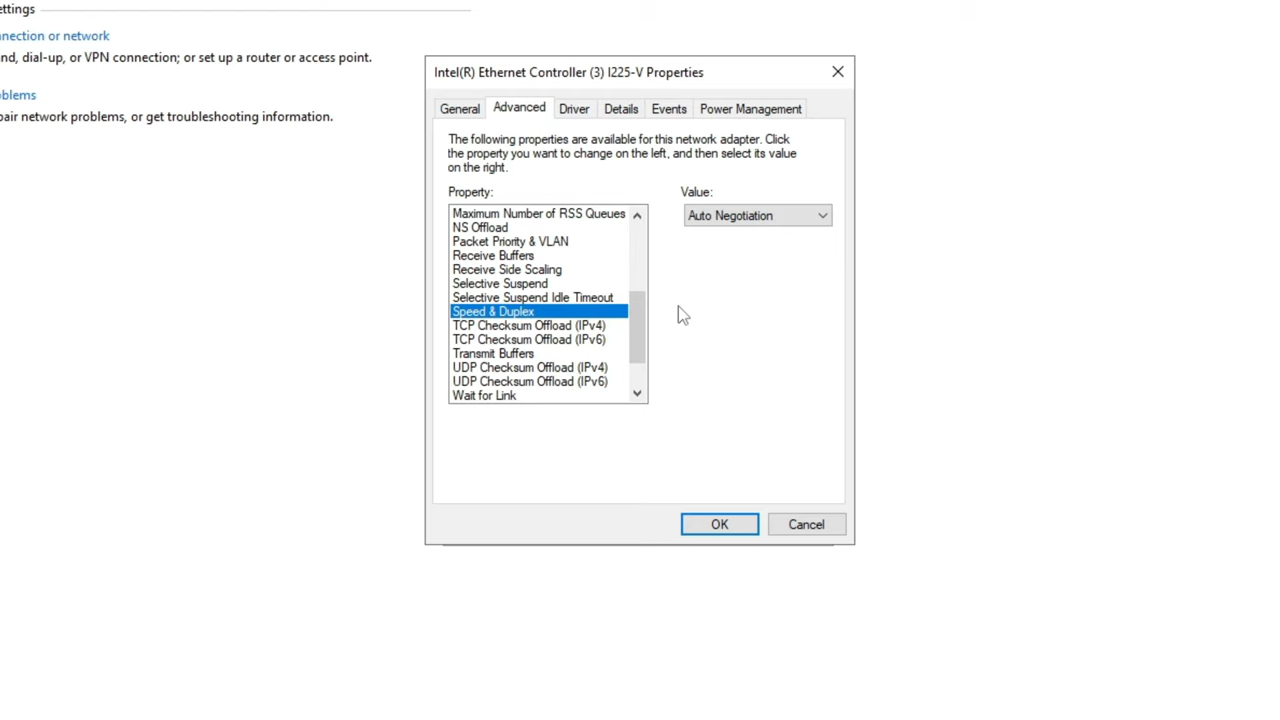 ettings
nnection or network
nd, dial-up, or VPN connection; or set up a router or access point.
oblems
pair network problems, or get troubleshooting information.
Intel(R) Ethernet Controller (3) I225-V Properties
General Advanced Driver Details Events Power Management
The following properties are available for this network adapter. Click
the property you want to change on the left, and then select its value
on the right.
Property:
Value:
Maximum Number of RSS Queues
NS Offload
Packet Priority & VLAN
Receive Buffers
Receive Side Scaling
Selective Suspend
Selective Suspend Idle Timeout
Speed & Duplex
TCP Checksum Offload (IPv4)
TCP Checksum Offload (IPv6)
Transmit Buffers
UDP Checksum Offload (IPv4)
UDP Checksum Offload (IPv6)
Wait for Link
Auto Negotiation
OK
Cancel